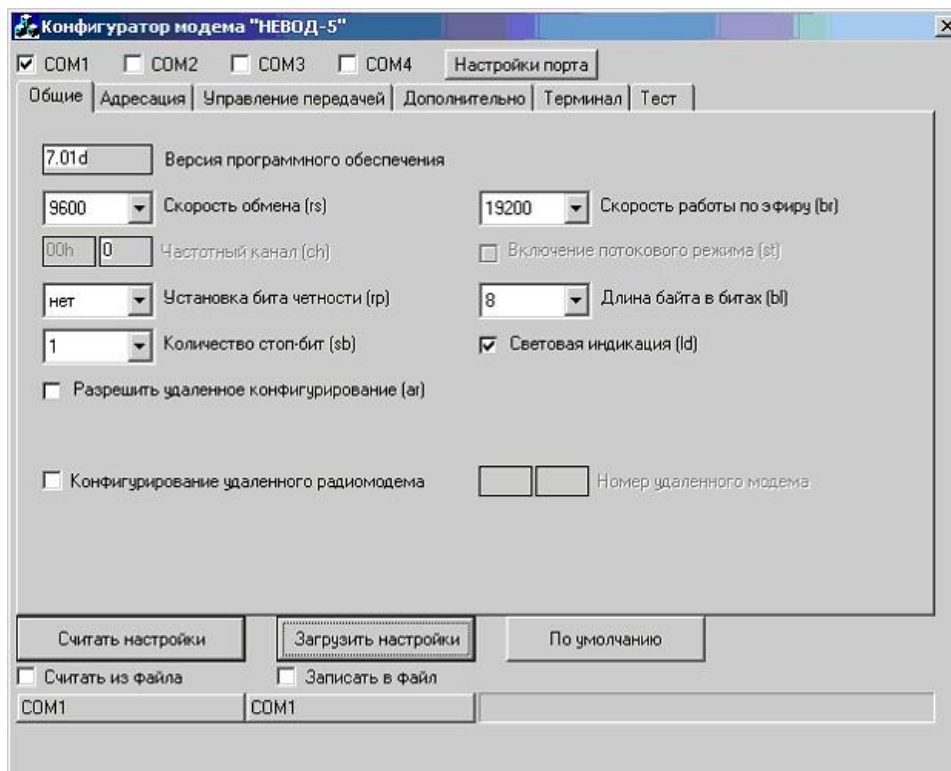 Конфигуратор модема "НЕВОД-5"
COM1 COM2 COM3 COM4 Настройки порта
Общие Адресация Управление передачей Дополнительно Терминал Тест
7.01d Версия программного обеспечения
9600 Скорость обмена (rs) 19200 Скорость работы по эфиру (br)
00h 0 Частотный канал (ch) Включение потокового режима (st)
нет Установка бита четности (rp) 8 Длина байта в битах (bl)
1 Количество стоп-бит (sb) Световая индикация (ld)
Разрешить удаленное конфигурирование (ar)
Конфигурирование удаленного радиомодема Номер удаленного модема
Считать настройки Загрузить настройки По умолчанию
Считать из файла Записать в файл
COM1 COM1